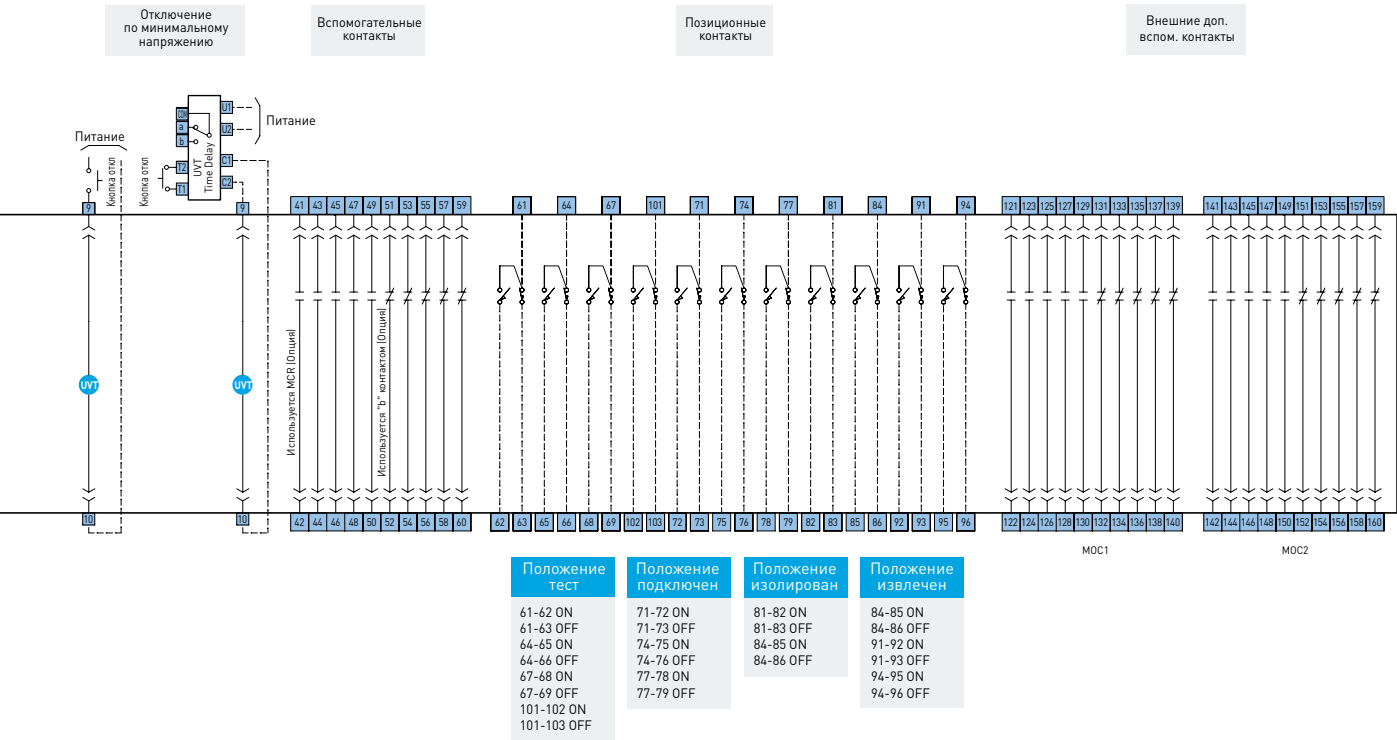 Отключение
по минимальному
напряжению
Вспомогательные
контакты
Позиционные
контакты
Внешние доп.
вспом. контакты
Питание
Кнопка откл
Кнопка откл
COM
a
b
T2
T1
UVT
Time Delay
U1
U2
C1
C2
Питание
9
9
41 43 45 47 49 51 53 55 57 59
61 64 67 101 71 74 77 81 84 91 94
121 123 125 127 129 131 133 135 137 139
141 143 145 147 149 151 153 155 157 159
UVT
UVT
Используется MCR (Опция)
Используется "b" контактом (Опция)
10
10
42 44 46 48 50 52 54 56 58 60
62 63 65 66 68 69 102 103 72 73 75 76 78 79 82 83 85 86 92 93 95 96
122 124 126 128 130 132 134 136 138 140
142 144 146 148 150 152 154 156 158 160
MOC1
MOC2
Положение
тест
61-62 ON
61-63 OFF
64-65 ON
64-66 OFF
67-68 ON
67-69 OFF
101-102 ON
101-103 OFF
Положение
подключен
71-72 ON
71-73 OFF
74-75 ON
74-76 OFF
77-78 ON
77-79 OFF
Положение
изолирован
81-82 ON
81-83 OFF
84-85 ON
84-86 OFF
Положение
извлечен
84-85 ON
84-86 OFF
91-92 ON
91-93 OFF
94-95 ON
94-96 OFF